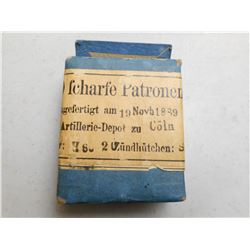 scharfe Patronen
gefertigt am 19 Novb 1889
Artillerie-Depot zu Cöln
2 Zündhütchen: S